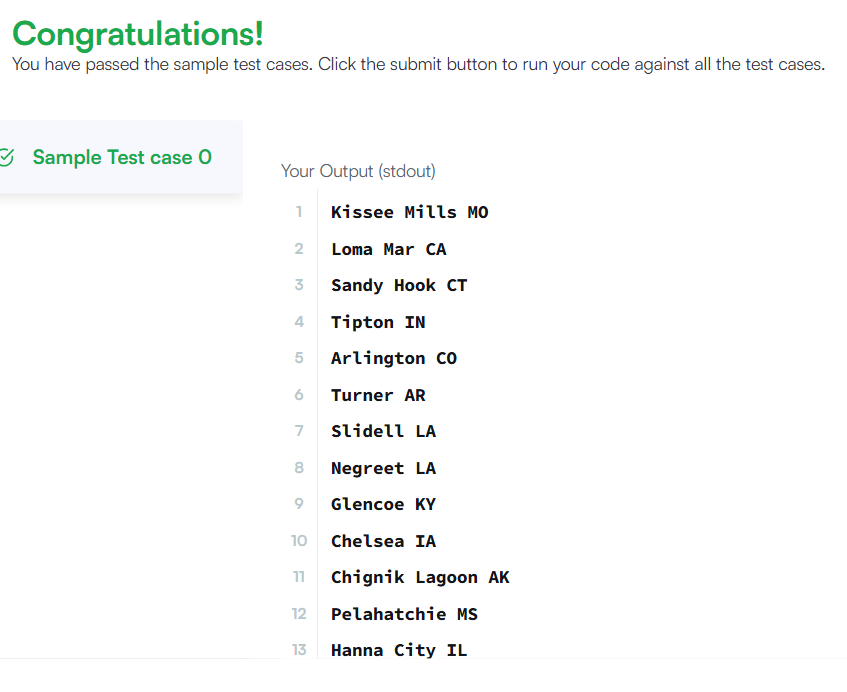 Congratulations!
You have passed the sample test cases. Click the submit button to run your code against all the test cases.
Sample Test case 0
Your Output (stdout)
1 Kissee Mills MO
2 Loma Mar CA
3 Sandy Hook CT
4 Tipton IN
5 Arlington CO
6 Turner AR
7 Slidell LA
8 Negreet LA
9 Glencoe KY
10 Chelsea IA
11 Chignik Lagoon AK
12 Pelahatchie MS
13 Hanna City IL